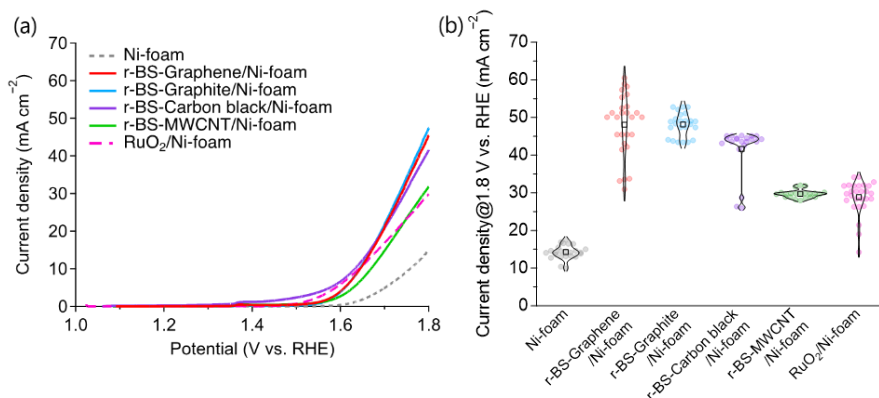 (a)
70
60
50
40
30
20
10
0
Current density (mA cm⁻²)
Ni-foam
r-BS-Graphene/Ni-foam
r-BS-Graphite/Ni-foam
r-BS-Carbon black/Ni-foam
r-BS-MWCNT/Ni-foam
RuO₂/Ni-foam
1.0
1.2
1.4
1.6
1.8
Potential (V vs. RHE)
(b)
70
60
50
40
30
20
10
0
Current density@1.8 V vs. RHE (mA cm⁻²)
Ni-foam
r-BS-Graphene
/Ni-foam
r-BS-Graphite
/Ni-foam
r-BS-Carbon black
/Ni-foam
r-BS-MWCNT
/Ni-foam
RuO₂/Ni-foam